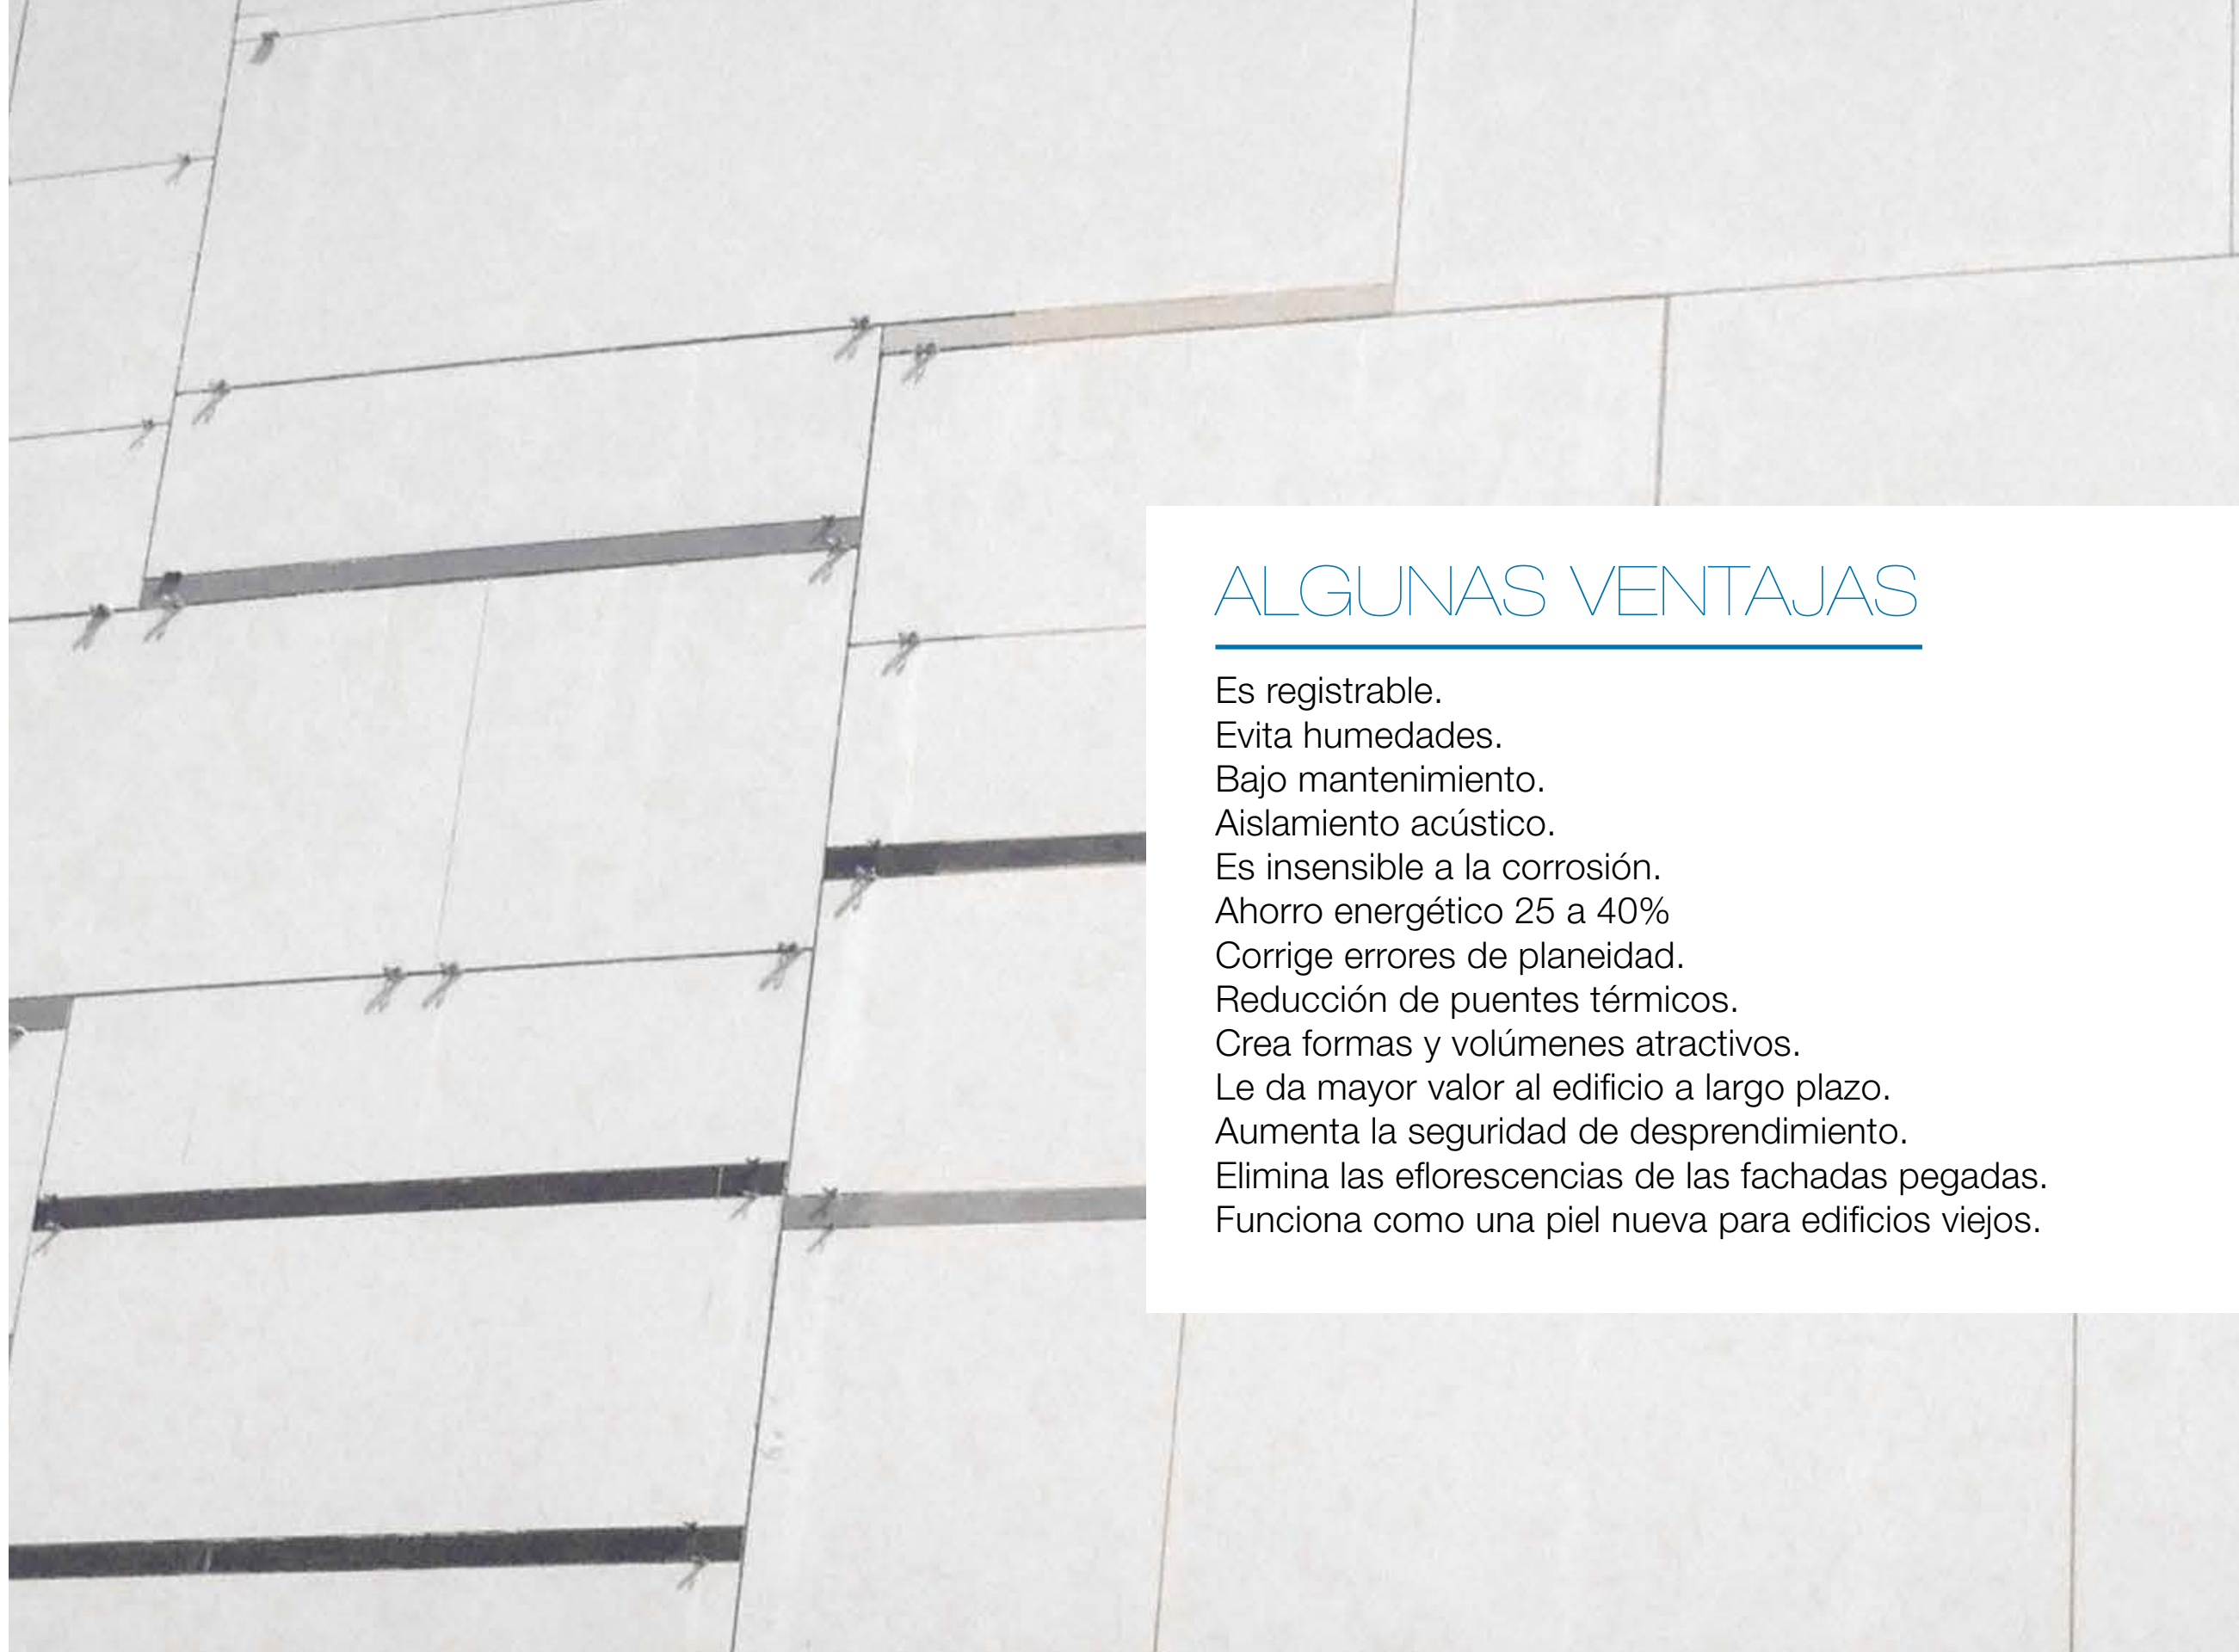 ALGUNAS VENTAJAS
Es registrable.
Evita humedades.
Bajo mantenimiento.
Aislamiento acústico.
Es insensible a la corrosión.
Ahorro energético 25 a 40%
Corrige errores de planeidad.
Reducción de puentes térmicos.
Crea formas y volúmenes atractivos.
Le da mayor valor al edificio a largo plazo.
Aumenta la seguridad de desprendimiento.
Elimina las eflorescencias de las fachadas pegadas.
Funciona como una piel nueva para edificios viejos.